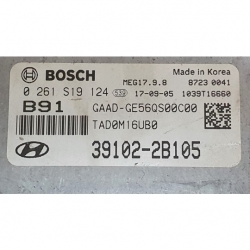 BOSCH MEG17.9.8 Made in Korea 8723 0041
0 261 S19 124 539 17-09-05 1039T16660
B91 GAAD-GE56QS00C00
TAD0M16UB0
39102-2B105